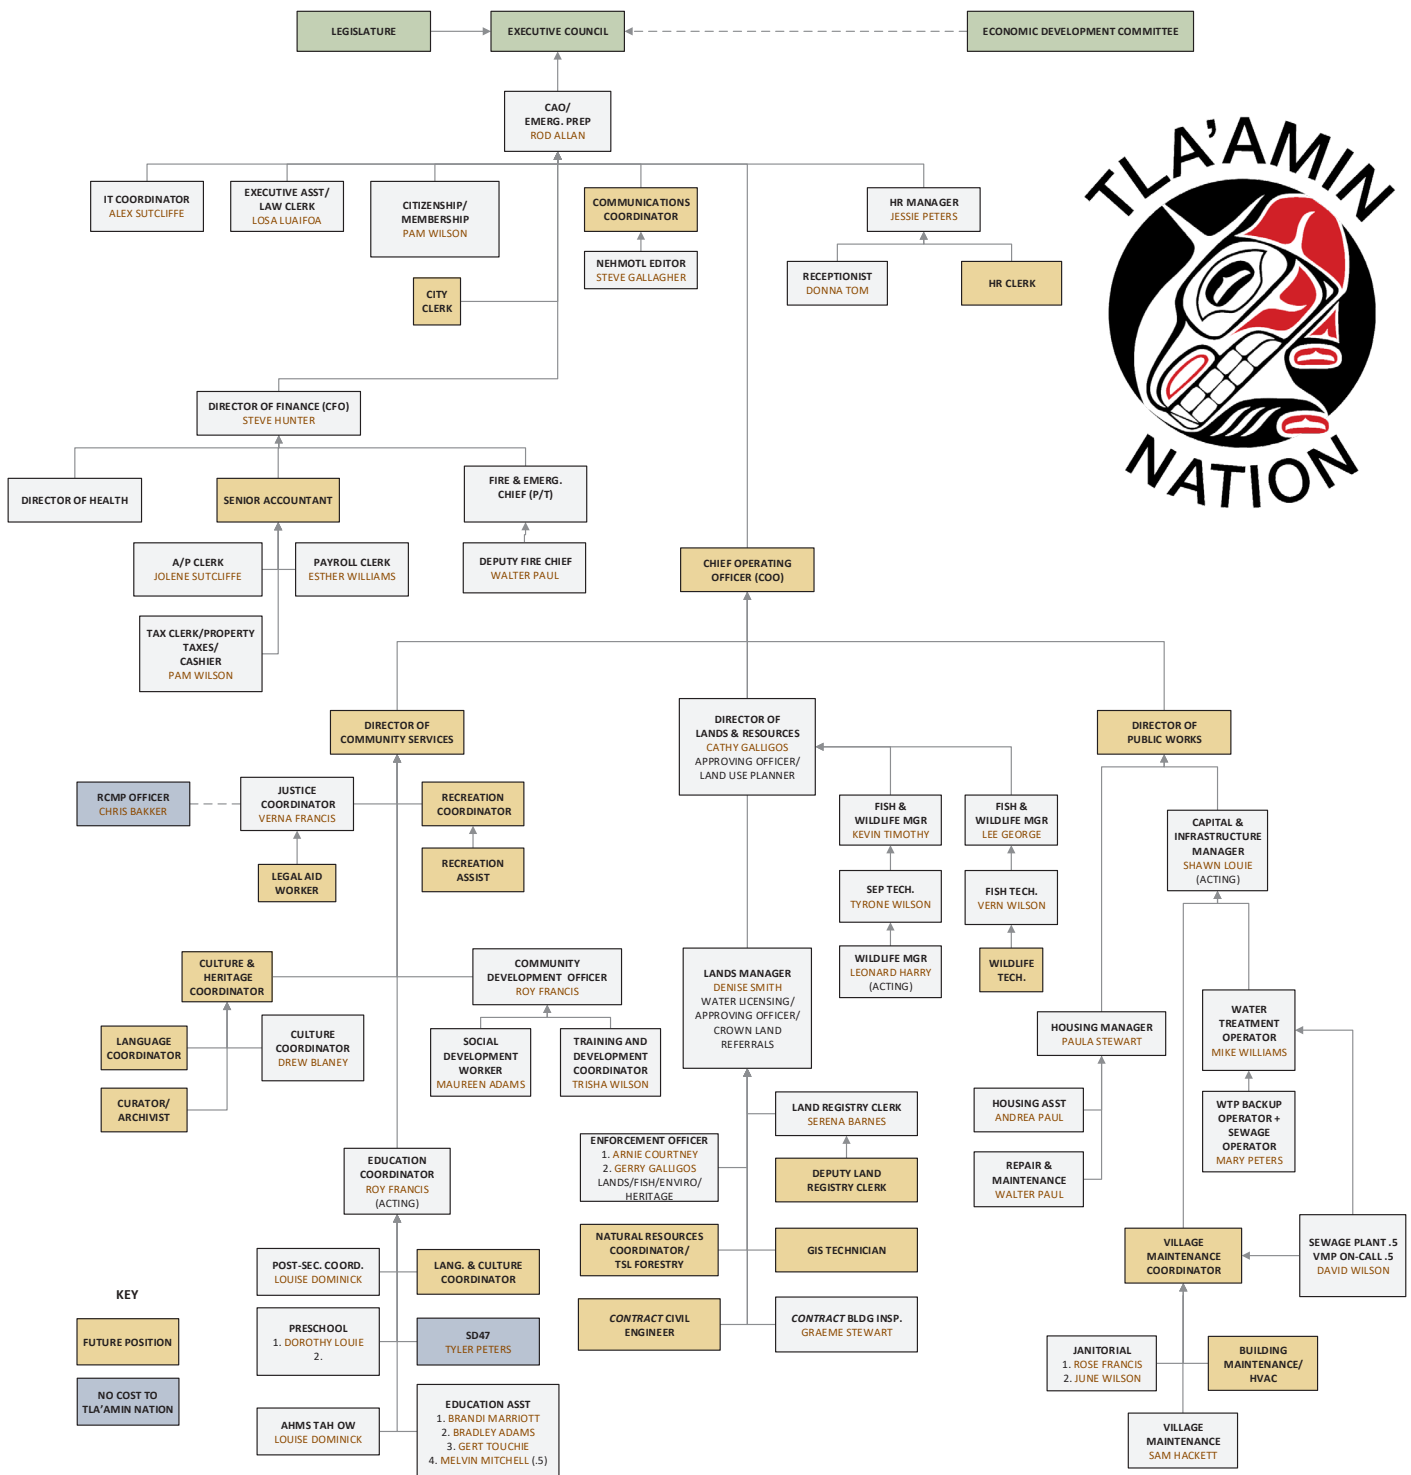 LEGISLATURE
EXECUTIVE COUNCIL
ECONOMIC DEVELOPMENT COMMITTEE
CAO/
EMERG. PREP
ROD ALLAN
IT COORDINATOR
ALEX SUTCLIFFE
EXECUTIVE ASST/
LAW CLERK
LOSA LUAIFOA
CITIZENSHIP/
MEMBERSHIP
PAM WILSON
COMMUNICATIONS
COORDINATOR
HR MANAGER
JESSIE PETERS
NEHMOTL EDITOR
STEVE GALLAGHER
RECEPTIONIST
DONNA TOM
HR CLERK
CITY
CLERK
TLA'AMIN
NATION
DIRECTOR OF FINANCE (CFO)
STEVE HUNTER
DIRECTOR OF HEALTH
SENIOR ACCOUNTANT
FIRE & EMERG.
CHIEF (P/T)
A/P CLERK
JOLENE SUTCLIFFE
PAYROLL CLERK
ESTHER WILLIAMS
DEPUTY FIRE CHIEF
WALTER PAUL
TAX CLERK/PROPERTY
TAXES/
CASHIER
PAM WILSON
CHIEF OPERATING
OFFICER (COO)
DIRECTOR OF
COMMUNITY SERVICES
DIRECTOR OF
LANDS & RESOURCES
CATHY GALLIGOS
APPROVING OFFICER/
LAND USE PLANNER
DIRECTOR OF
PUBLIC WORKS
RCMP OFFICER
CHRIS BAKKER
JUSTICE
COORDINATOR
VERNA FRANCIS
RECREATION
COORDINATOR
LEGAL AID
WORKER
RECREATION
ASSIST
FISH &
WILDLIFE MGR
KEVIN TIMOTHY
FISH &
WILDLIFE MGR
LEE GEORGE
SEP TECH.
TYRONE WILSON
FISH TECH.
VERN WILSON
WILDLIFE MGR
LEONARD HARRY
(ACTING)
WILDLIFE
TECH.
CAPITAL &
INFRASTRUCTURE
MANAGER
SHAWN LOUIE
(ACTING)
CULTURE &
HERITAGE
COORDINATOR
COMMUNITY
DEVELOPMENT OFFICER
ROY FRANCIS
LANGUAGE
COORDINATOR
CULTURE
COORDINATOR
DREW BLANEY
CURATOR/
ARCHIVIST
SOCIAL
DEVELOPMENT
WORKER
MAUREEN ADAMS
TRAINING AND
DEVELOPMENT
COORDINATOR
TRISHA WILSON
LANDS MANAGER
DENISE SMITH
WATER LICENSING/
APPROVING OFFICER/
CROWN LAND
REFERRALS
HOUSING MANAGER
PAULA STEWART
WATER
TREATMENT
OPERATOR
MIKE WILLIAMS
HOUSING ASST
ANDREA PAUL
WTP BACKUP
OPERATOR +
SEWAGE
OPERATOR
MARY PETERS
REPAIR &
MAINTENANCE
WALTER PAUL
EDUCATION
COORDINATOR
ROY FRANCIS
(ACTING)
ENFORCEMENT OFFICER
1. ARNIE COURTNEY
2. GERRY GALLIGOS
LANDS/FISH/ENVIRO/
HERITAGE
LAND REGISTRY CLERK
SERENA BARNES
DEPUTY LAND
REGISTRY CLERK
NATURAL RESOURCES
COORDINATOR/
TSL FORESTRY
GIS TECHNICIAN
CONTRACT CIVIL
ENGINEER
CONTRACT BLDG INSP.
GRAEME STEWART
VILLAGE
MAINTENANCE
COORDINATOR
SEWAGE PLANT .5
VMP ON-CALL .5
DAVID WILSON
POST-SEC. COORD.
LOUISE DOMINICK
LANG. & CULTURE
COORDINATOR
PRESCHOOL
1. DOROTHY LOUIE
2.
SD47
TYLER PETERS
AHMS TAH OW
LOUISE DOMINICK
EDUCATION ASST
1. BRANDI MARRIOTT
2. BRADLEY ADAMS
3. GERT TOUCHIE
4. MELVIN MITCHELL (.5)
JANITORIAL
1. ROSE FRANCIS
2. JUNE WILSON
BUILDING
MAINTENANCE/
HVAC
VILLAGE
MAINTENANCE
SAM HACKETT
KEY
FUTURE POSITION
NO COST TO
TLA'AMIN NATION